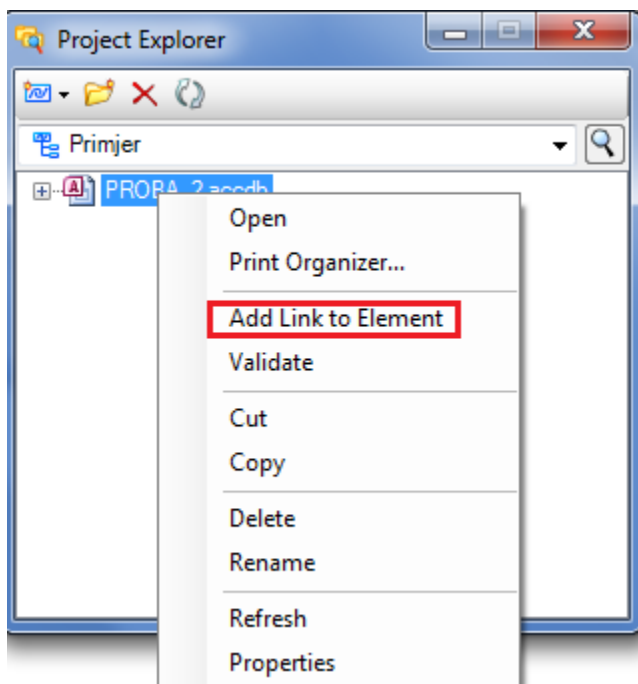 Project Explorer
Primjer
PROBA_2.accdb
Open
Print Organizer...
Add Link to Element
Validate
Cut
Copy
Delete
Rename
Refresh
Properties